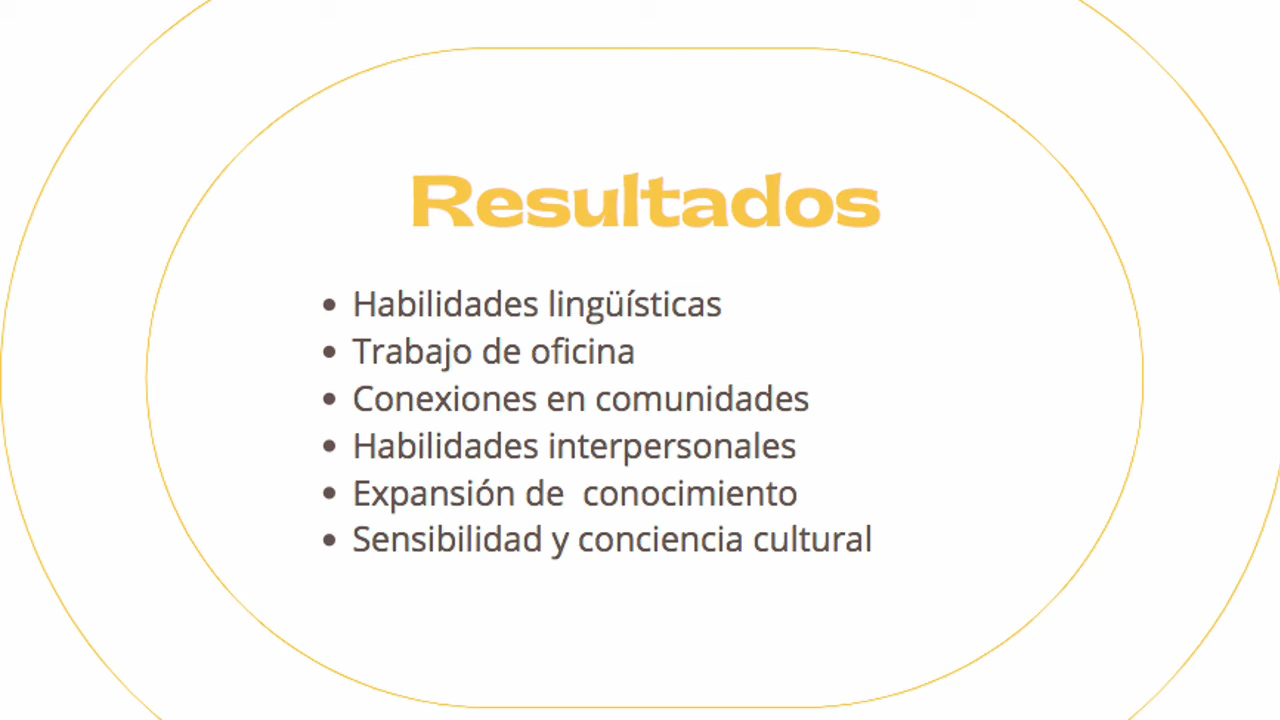 Resultados
• Habilidades lingüísticas
• Trabajo de oficina
• Conexiones en comunidades
• Habilidades interpersonales
• Expansión de  conocimiento
• Sensibilidad y conciencia cultural